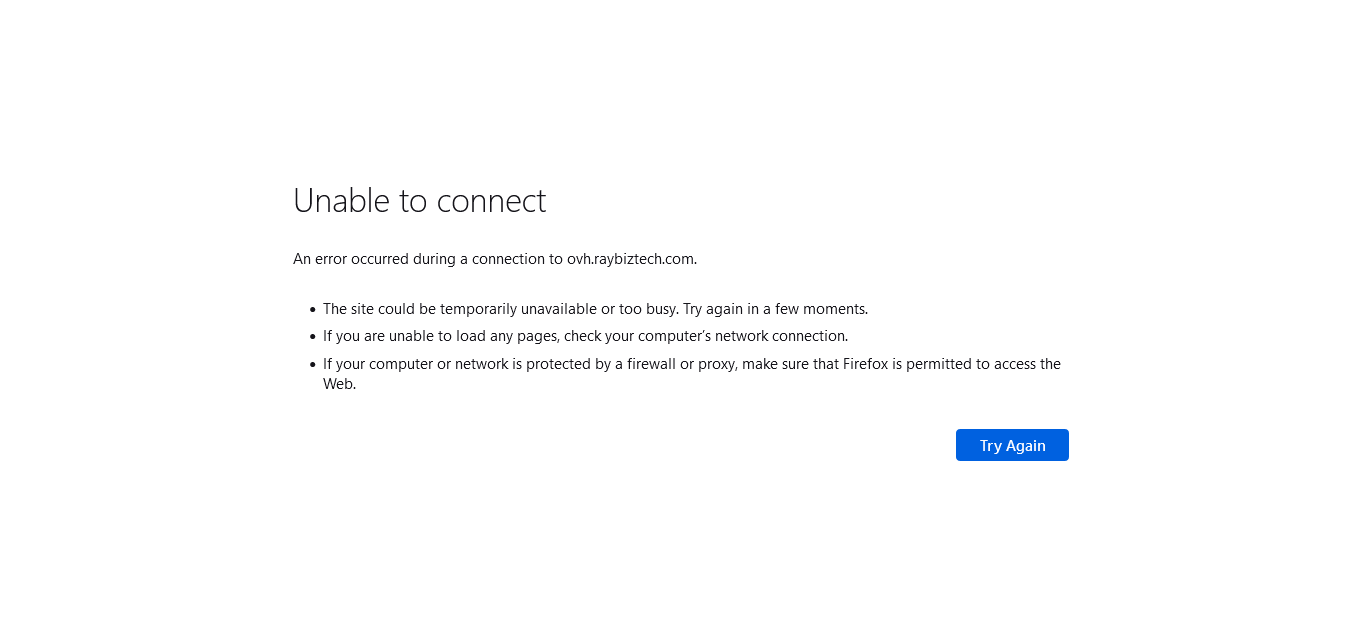 Unable to connect
An error occurred during a connection to ovh.raybiztech.com.
• The site could be temporarily unavailable or too busy. Try again in a few moments.
• If you are unable to load any pages, check your computer’s network connection.
• If your computer or network is protected by a firewall or proxy, make sure that Firefox is permitted to access the
Web.
Try Again